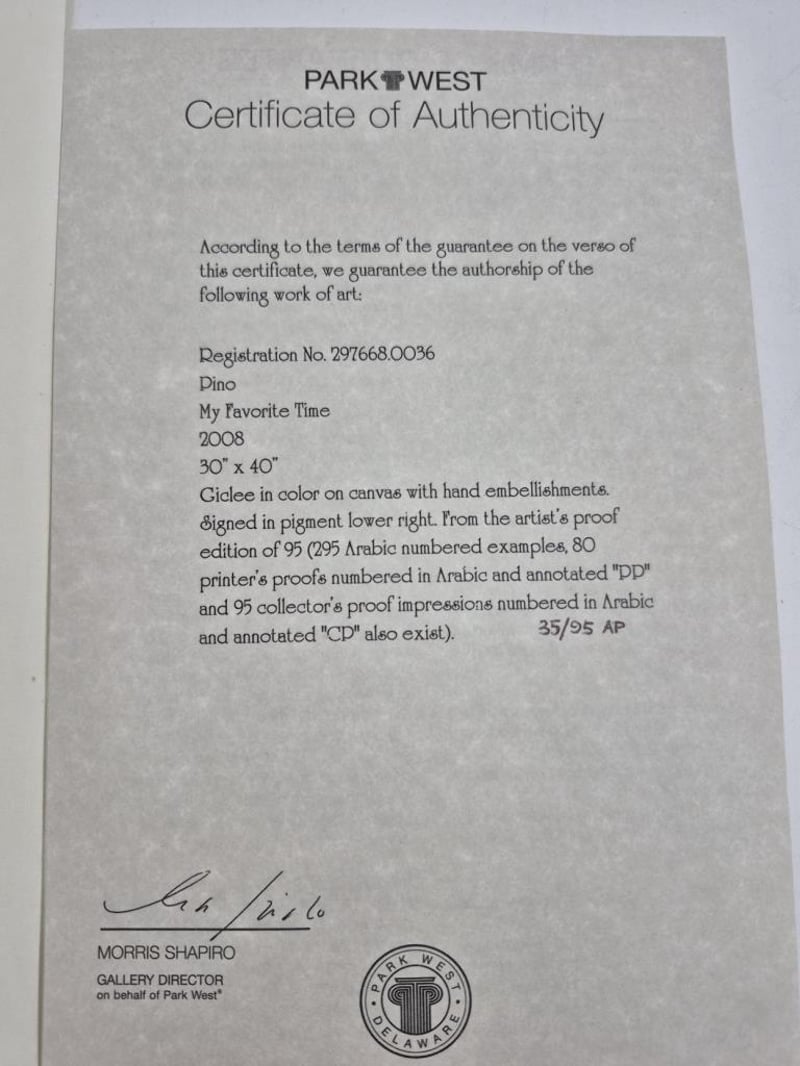 PARK WEST
Certificate of Authenticity
According to the terms of the guarantee on the verso of
this certificate, we guarantee the authorship of the
following work of art:
Registration No. 297668.0036
Dino
My Favorite Time
2008
30" x 40"
Giclee in color on canvas with hand embellishments.
Signed in pigment lower right. From the artist's proof
edition of 95 (295 Arabic numbered examples, 80
printer's proofs numbered in Arabic and annotated "PP"
and 95 collector's proof impressions numbered in Arabic
and annotated "CP" also exist). 35/95 AP
MORRIS SHAPIRO
GALLERY DIRECTOR
on behalf of Park West®
PARK WEST
DELAWARE